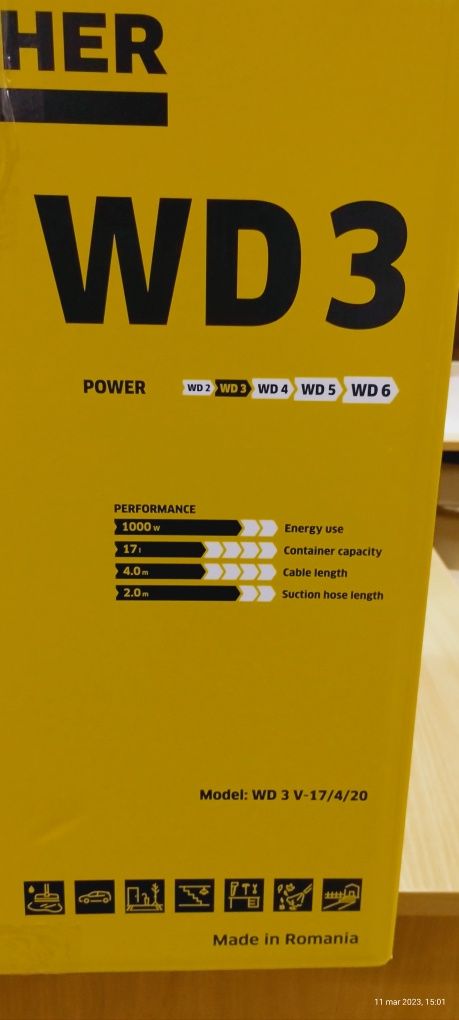 HER
WD 3
POWER WD 2 WD 3 WD 4 WD 5 WD 6
PERFORMANCE
1000 w Energy use
17 l Container capacity
4.0 m Cable length
2.0 m Suction hose length
Model: WD 3 V-17/4/20
Made in Romania
11 mar 2023, 15:01